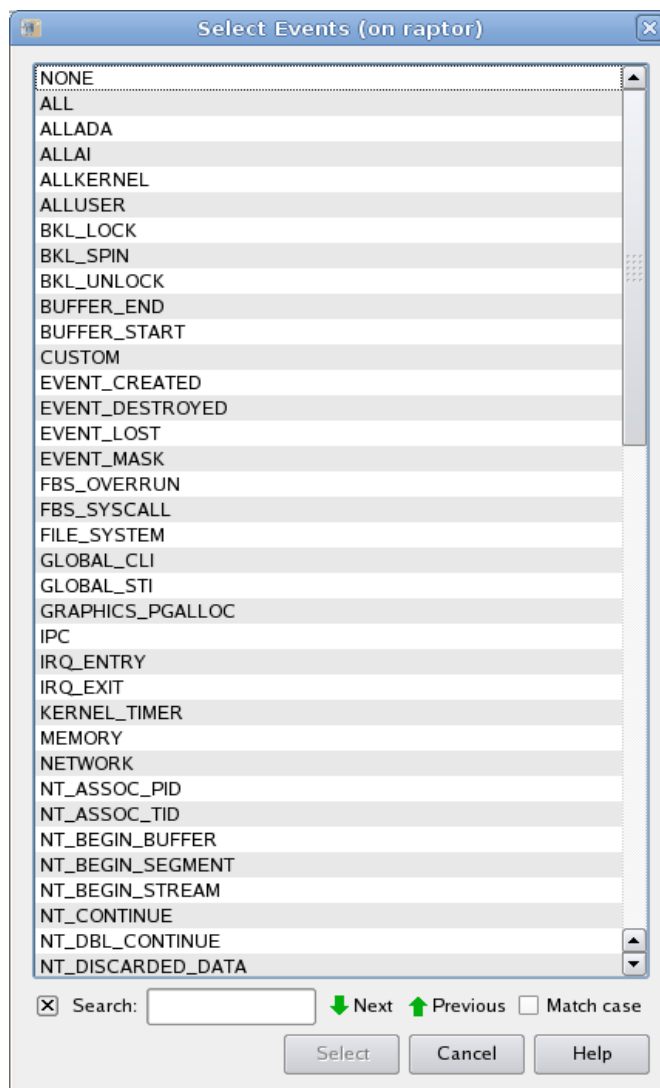 Select Events (on raptor)
NONE
ALL
ALLADA
ALLAI
ALLKERNEL
ALLUSER
BKL_LOCK
BKL_SPIN
BKL_UNLOCK
BUFFER_END
BUFFER_START
CUSTOM
EVENT_CREATED
EVENT_DESTROYED
EVENT_LOST
EVENT_MASK
FBS_OVERRUN
FBS_SYSCALL
FILE_SYSTEM
GLOBAL_CLI
GLOBAL_STI
GRAPHICS_PGALLOC
IPC
IRQ_ENTRY
IRQ_EXIT
KERNEL_TIMER
MEMORY
NETWORK
NT_ASSOC_PID
NT_ASSOC_TID
NT_BEGIN_BUFFER
NT_BEGIN_SEGMENT
NT_BEGIN_STREAM
NT_CONTINUE
NT_DBL_CONTINUE
NT_DISCARDED_DATA
Search: Next Previous Match case
Select Cancel Help